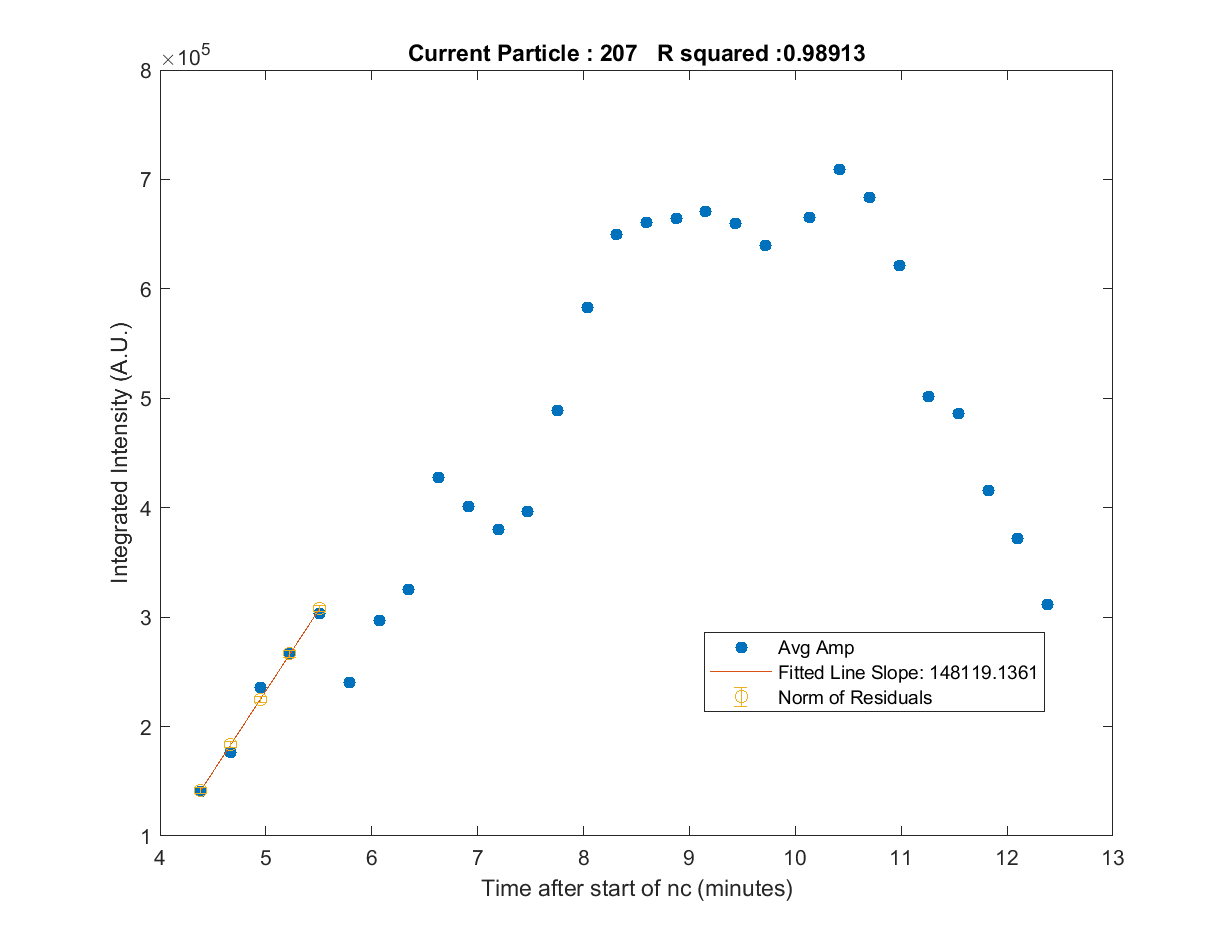 Current Particle : 207   R squared :0.98913
×10^5
8
7
6
5
4
3
2
1
Integrated Intensity (A.U.)
Avg Amp
Fitted Line Slope: 148119.1361
Norm of Residuals
4 5 6 7 8 9 10 11 12 13
Time after start of nc (minutes)